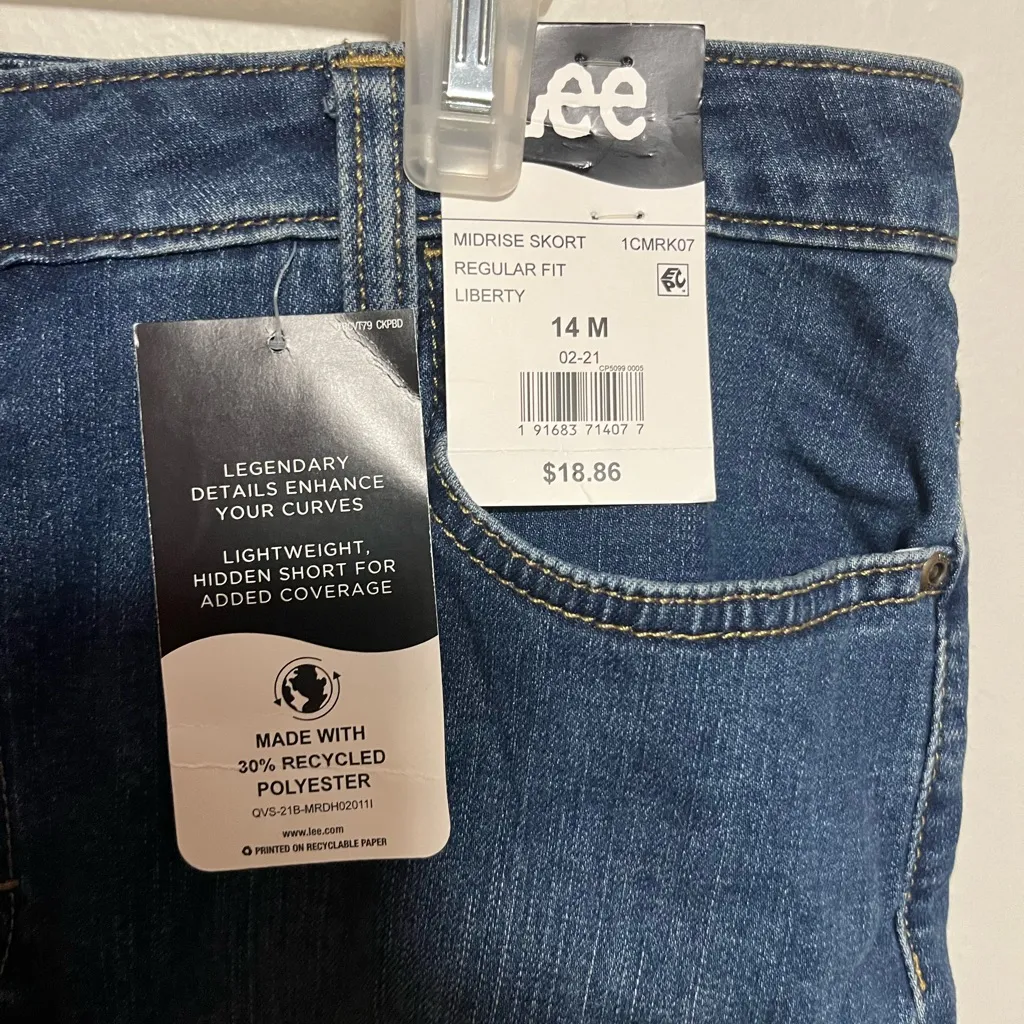 Lee
MIDRISE SKORT 1CMRK07
REGULAR FIT
LIBERTY
EPC
14 M
02-21
CP5099 0005
1 91683 71407 7
$18.86
CKPBD
LEGENDARY
DETAILS ENHANCE
YOUR CURVES
LIGHTWEIGHT,
HIDDEN SHORT FOR
ADDED COVERAGE
MADE WITH
30% RECYCLED
POLYESTER
QVS-21B-MRDH02011I
www.lee.com
PRINTED ON RECYCLABLE PAPER